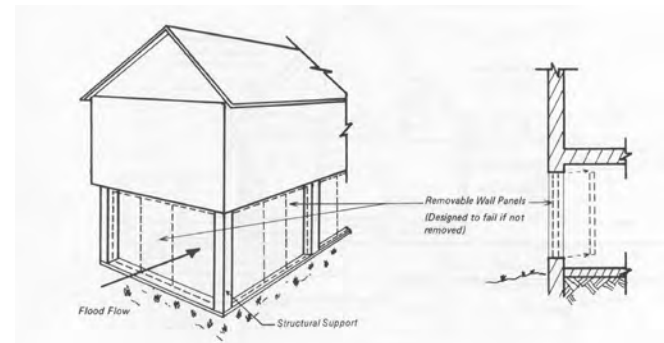 Removable Wall Panels
(Designed to fail if not
removed)
Flood Flow
Structural Support